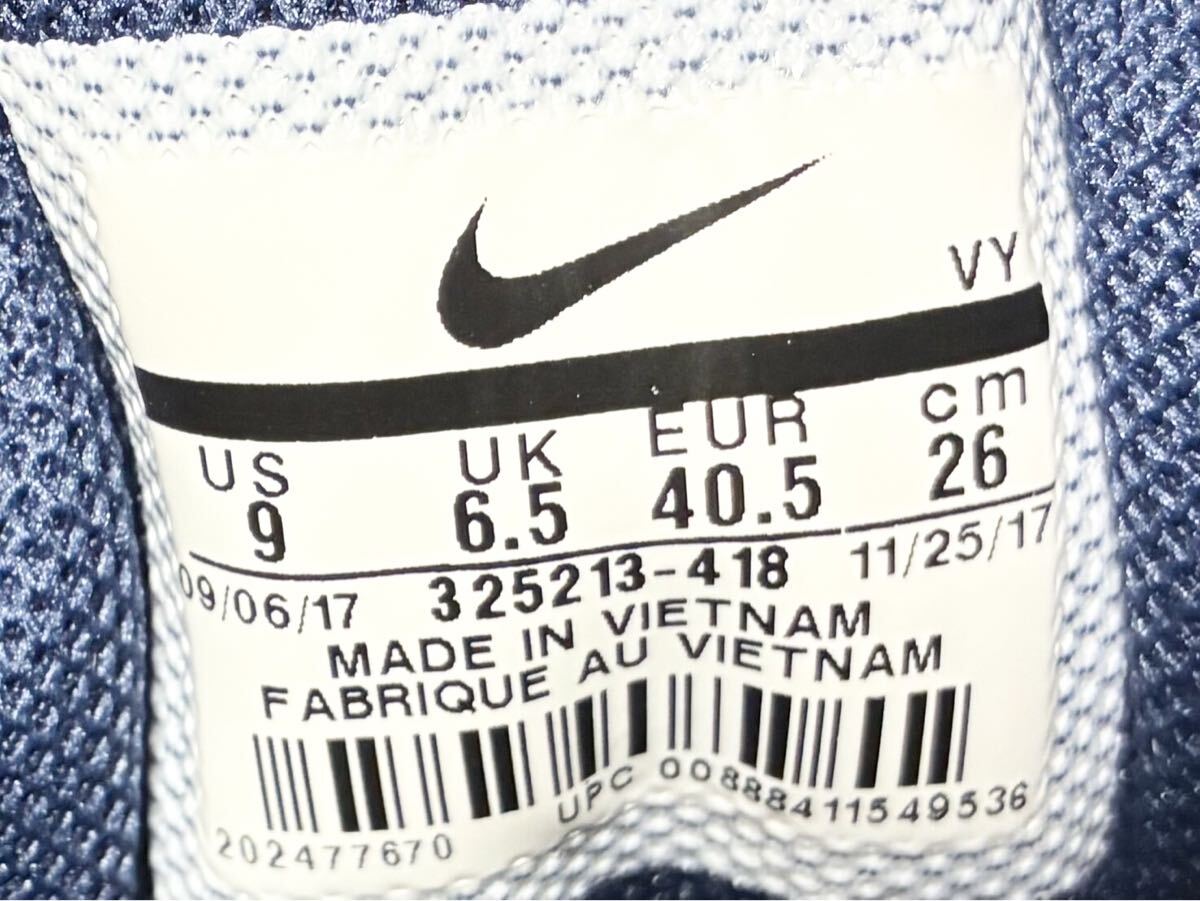 VY
US UK EUR cm
9 6.5 40.5 26
09/06/17 325213-418 11/25/17
MADE IN VIETNAM
FABRIQUE AU VIETNAM
UPC 00888411549536
202477670